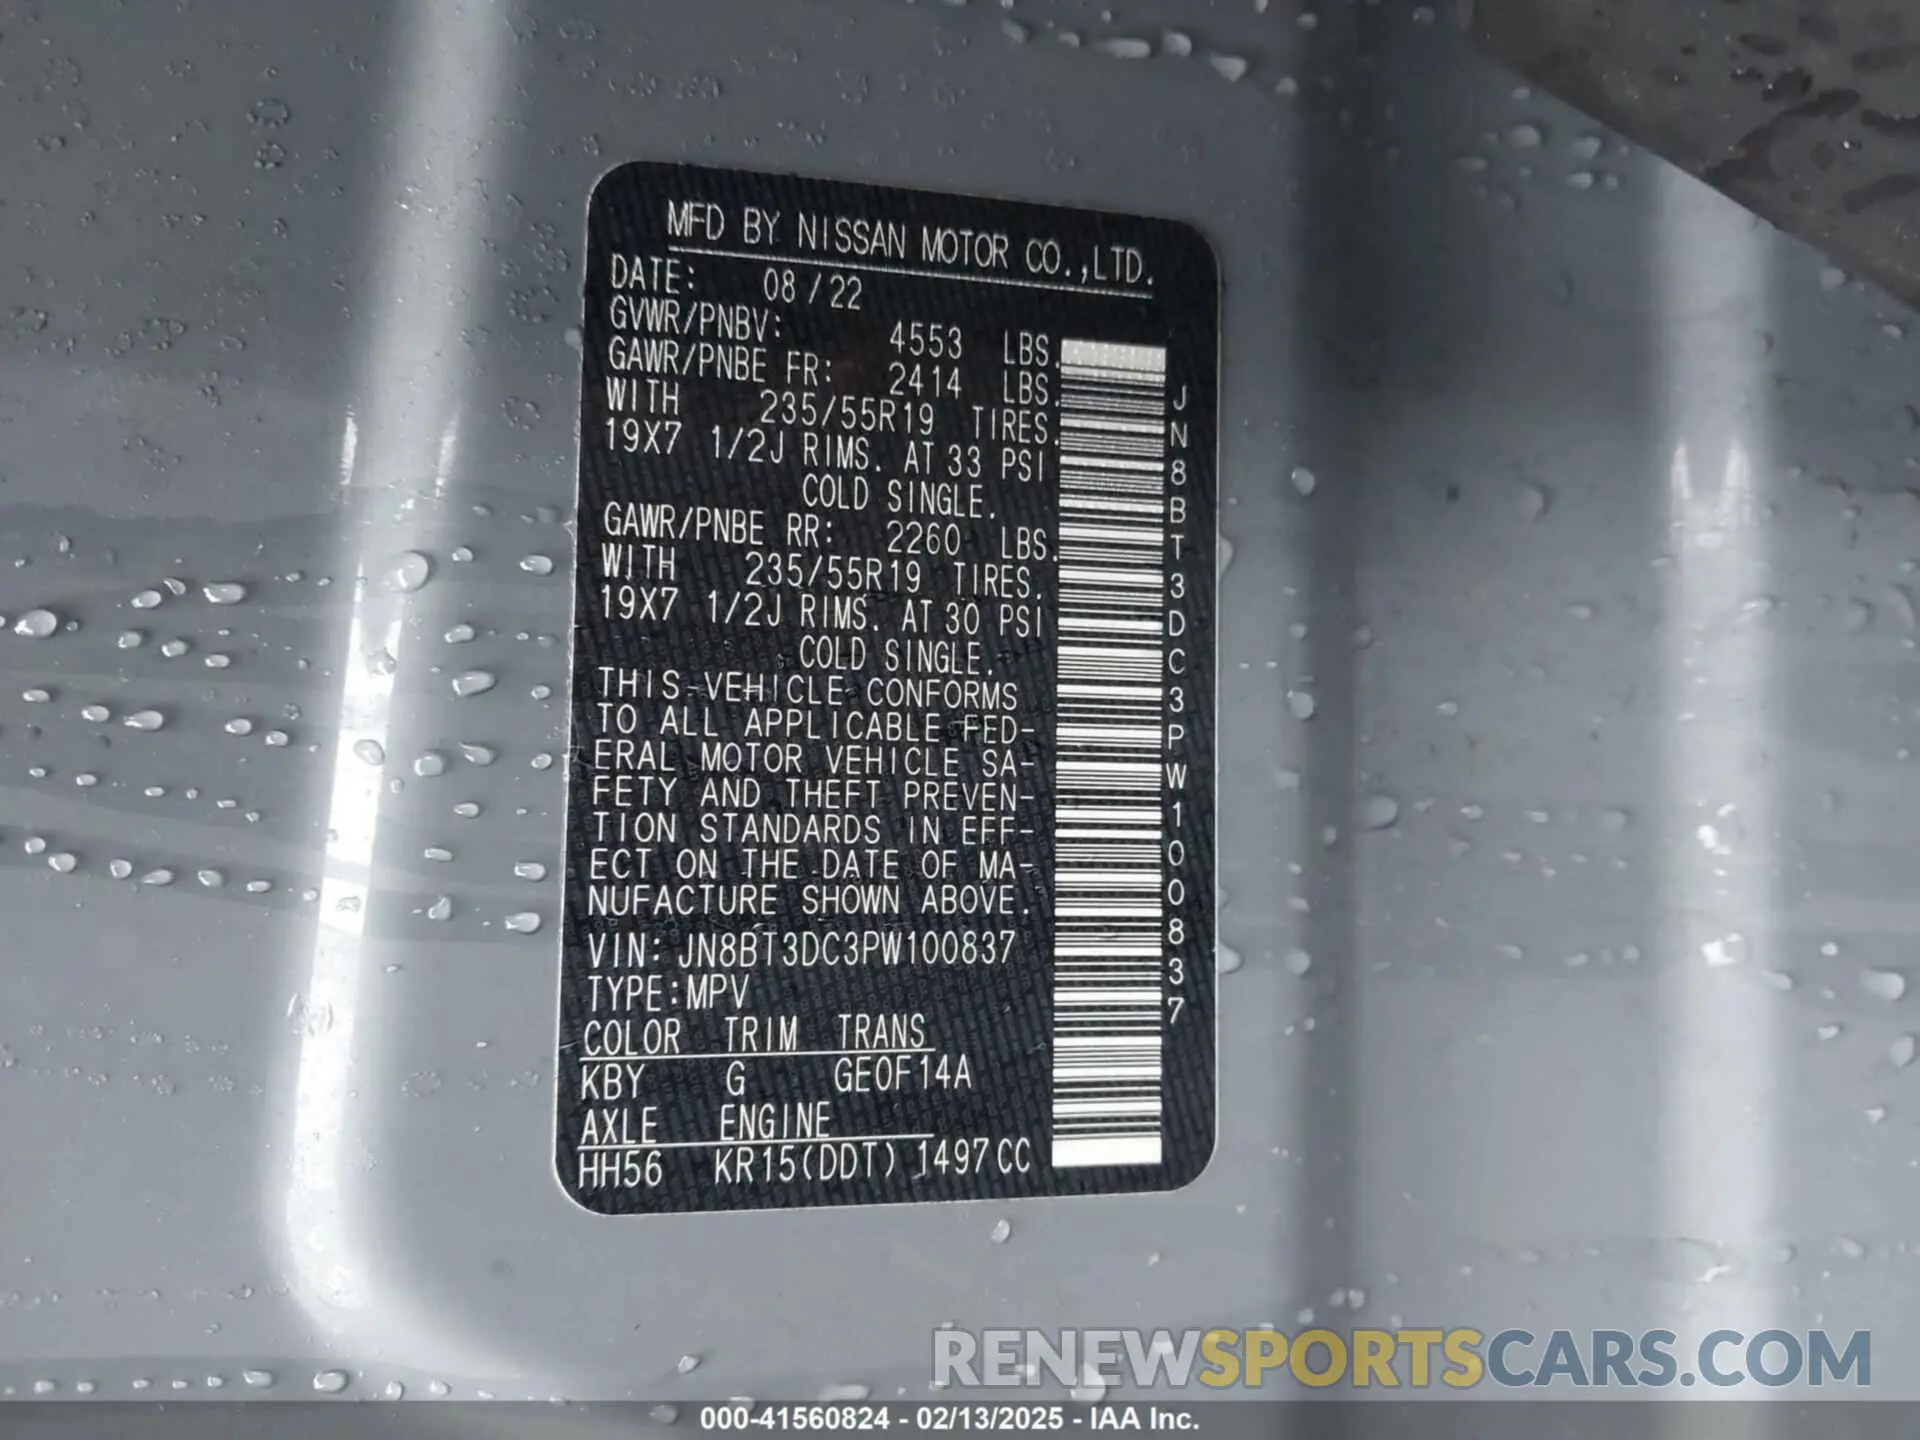 MFD BY NISSAN MOTOR CO.,LTD.
DATE: 08/22
GVWR/PNBV: 4553 LBS.
GAWR/PNBE FR: 2414 LBS.
WITH 235/55R19 TIRES.
19X7 1/2J RIMS. AT 33 PSI
COLD SINGLE.
GAWR/PNBE RR: 2260 LBS.
WITH 235/55R19 TIRES.
19X7 1/2J RIMS. AT 30 PSI
COLD SINGLE.
THIS VEHICLE CONFORMS
TO ALL APPLICABLE FED-
ERAL MOTOR VEHICLE SA-
FETY AND THEFT PREVEN-
TION STANDARDS IN EFF-
ECT ON THE DATE OF MA-
NUFACTURE SHOWN ABOVE.
VIN: JN8BT3DC3PW100837
TYPE:MPV
COLOR TRIM TRANS
KBY G GE0F14A
AXLE ENGINE
HH56 KR15(DDT) 1497CC
JN8BT3DC3PW100837
RENEWSPORTSCARS.COM
000-41560824 - 02/13/2025 - IAA Inc.